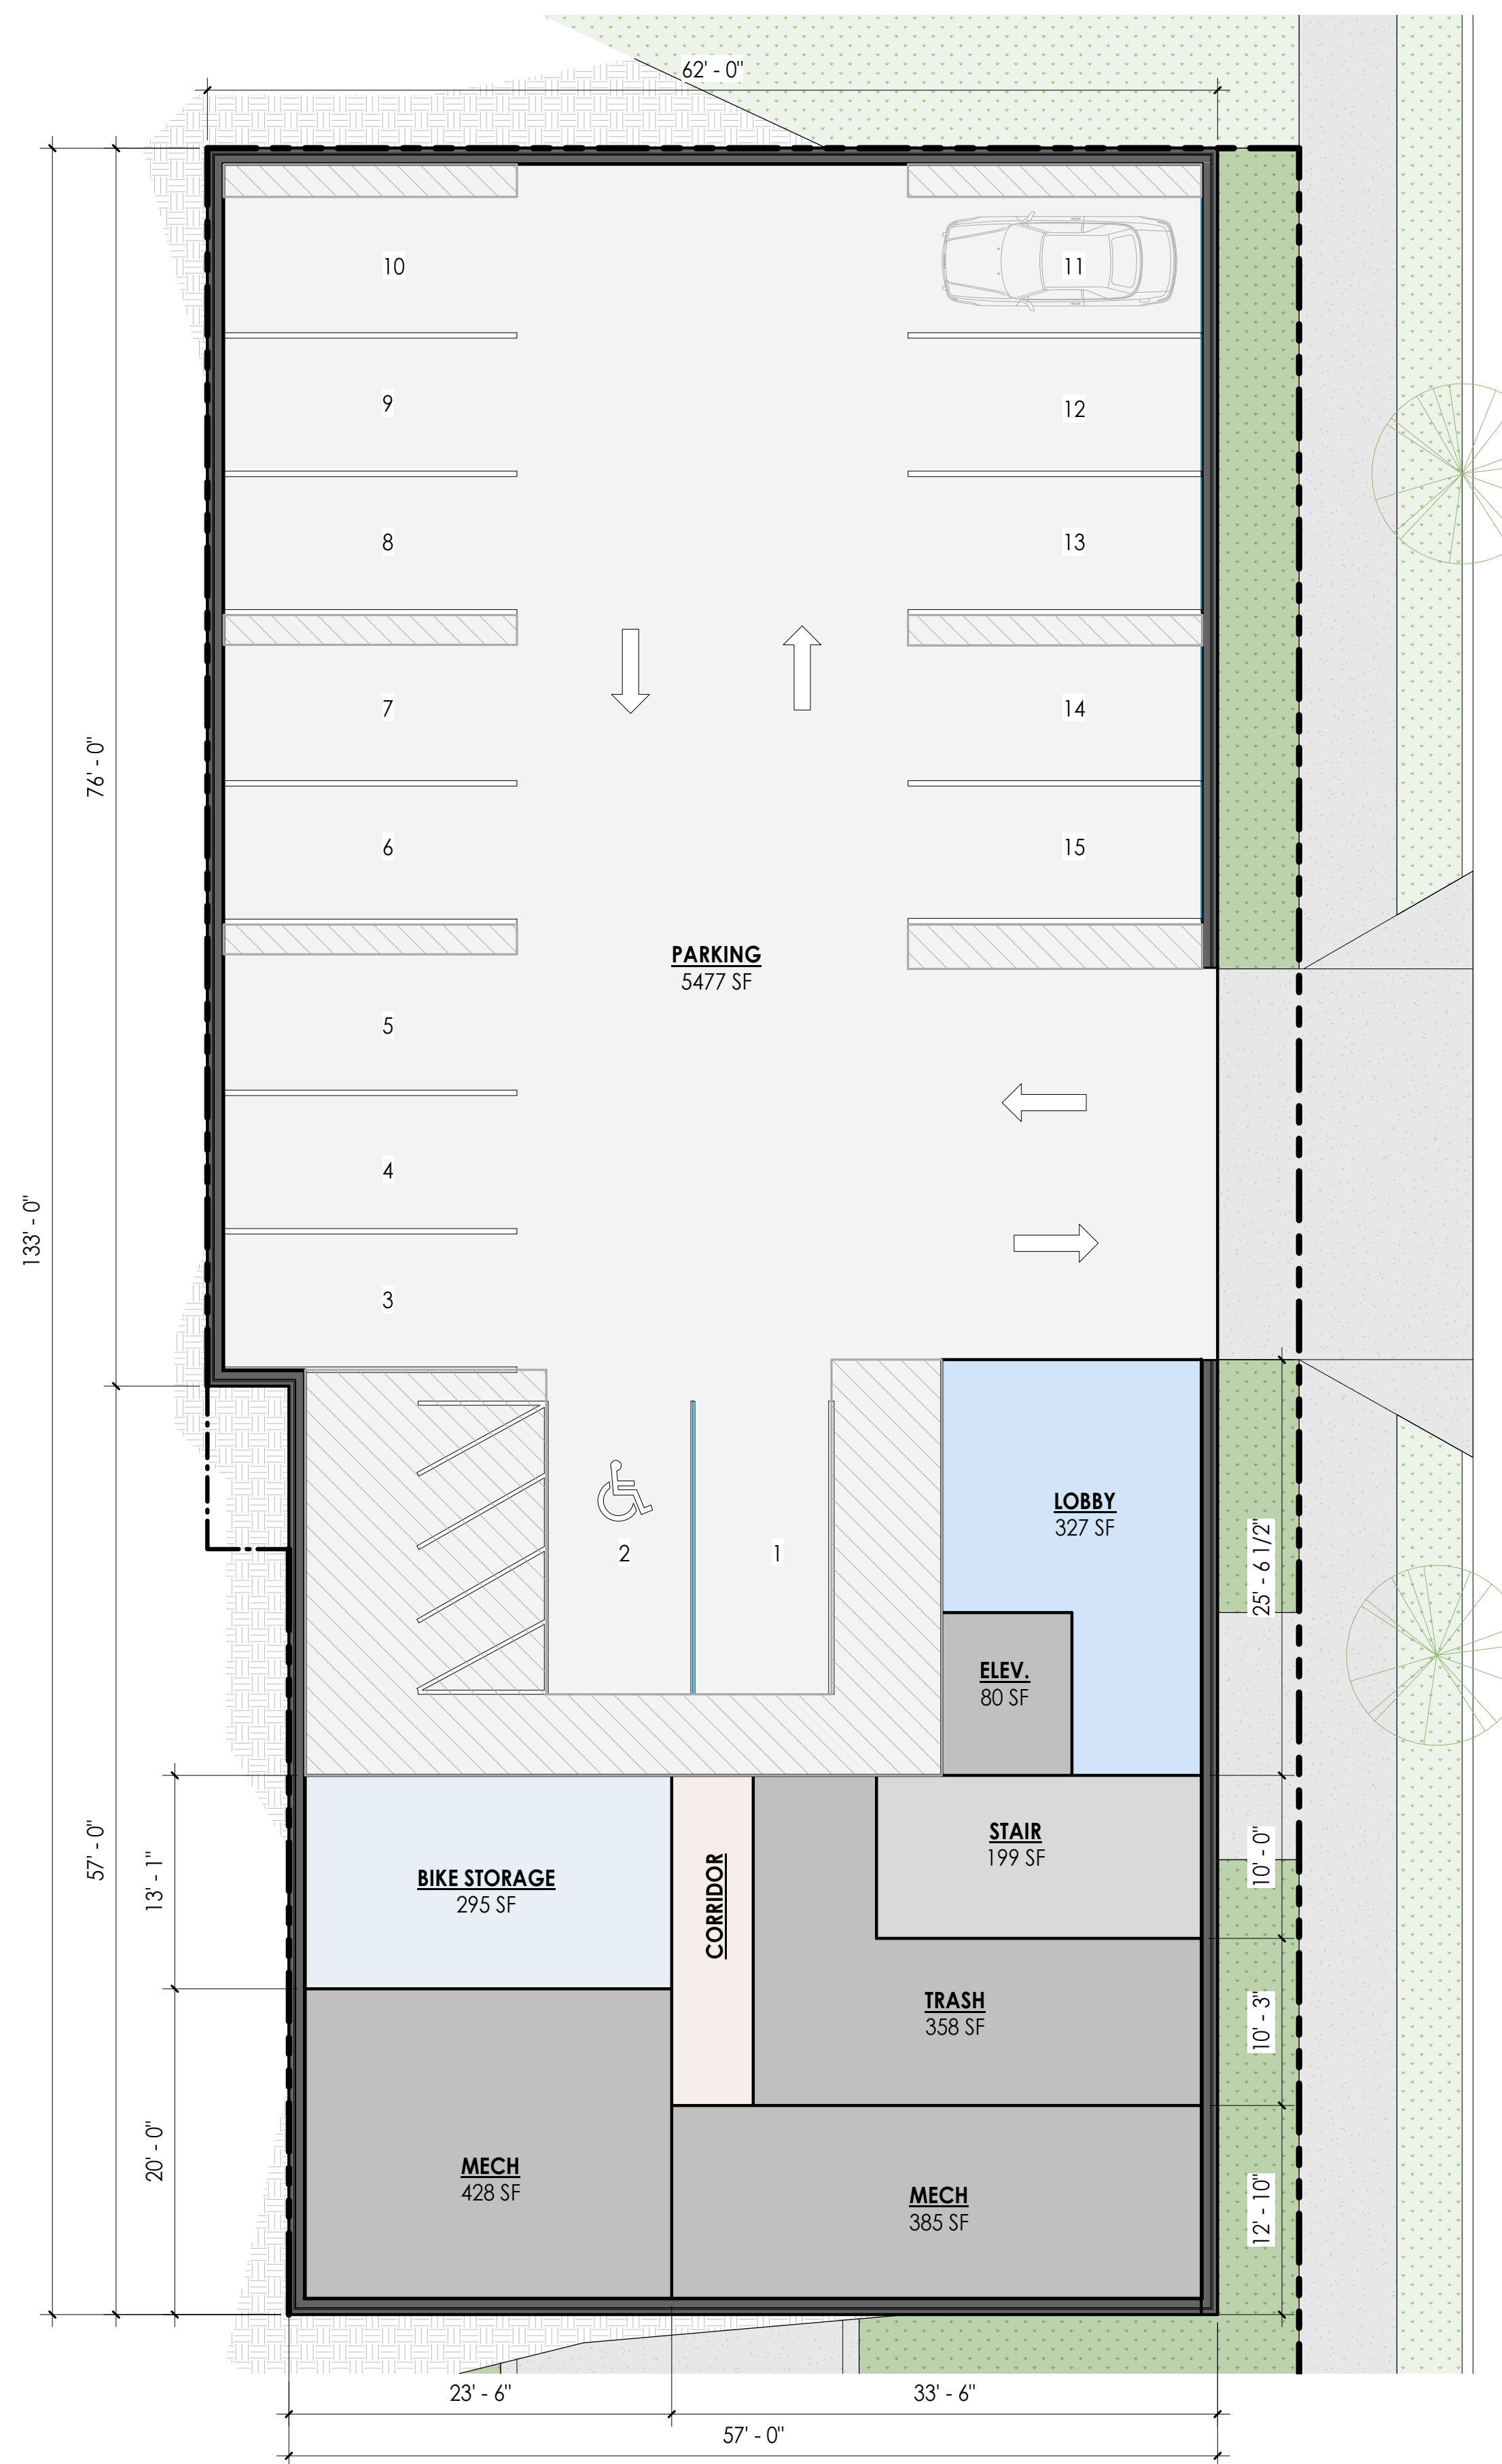 62' - 0"
10
11
9
12
8
13
7
14
76' - 0"
6
15
PARKING
5477 SF
5
4
133' - 0"
3
LOBBY
327 SF
2
1
25' - 6 1/2"
ELEV.
80 SF
57' - 0"
13' - 1"
BIKE STORAGE
295 SF
CORRIDOR
STAIR
199 SF
10' - 0"
TRASH
358 SF
10' - 3"
20' - 0"
MECH
428 SF
MECH
385 SF
12' - 10"
23' - 6"
33' - 6"
57' - 0"